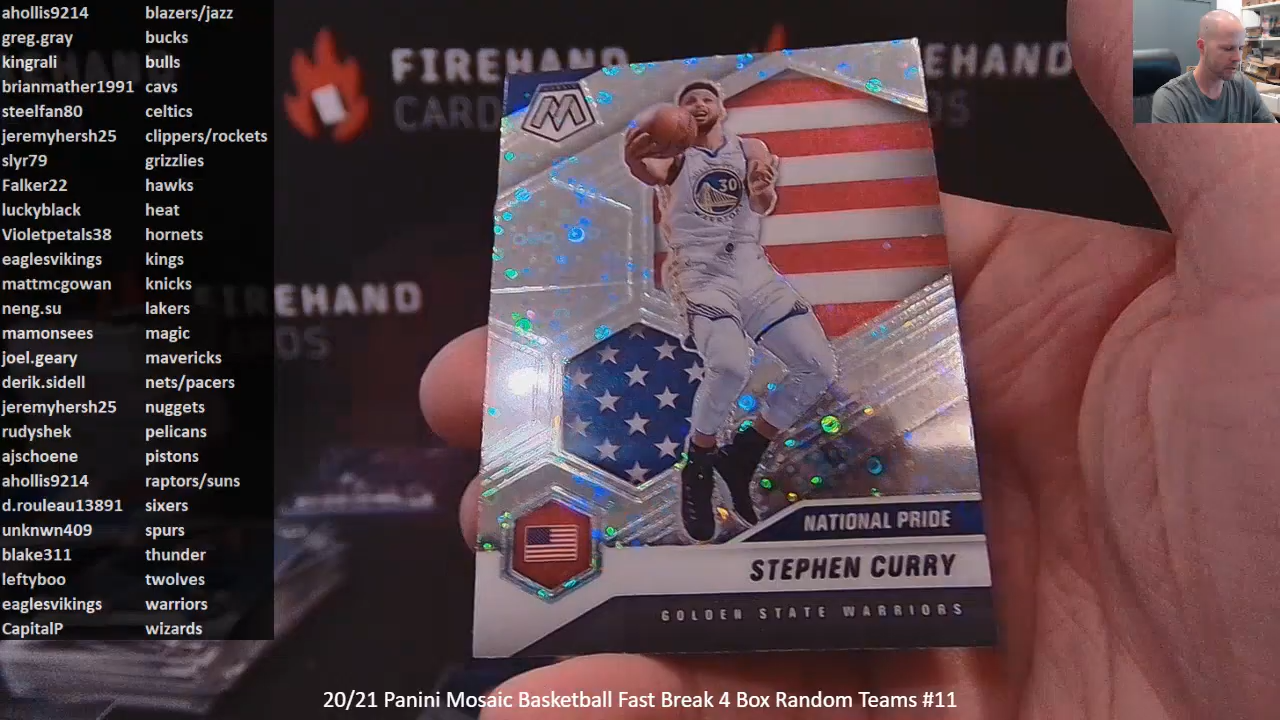 ahollis9214 blazers/jazz
greg.gray bucks
kingrali bulls
brianmather1991 cavs
steelfan80 celtics
jeremyhersh25 clippers/rockets
slyr79 grizzlies
Falker22 hawks
luckyblack heat
Violetpetals38 hornets
eaglesvikings kings
mattmcgowan knicks
neng.su lakers
mamonsees magic
joel.geary mavericks
derik.sidell nets/pacers
jeremyhersh25 nuggets
rudyshek pelicans
ajschoene pistons
ahollis9214 raptors/suns
d.rouleau13891 sixers
unknwn409 spurs
blake311 thunder
leftyboo twolves
eaglesvikings warriors
CapitalP wizards
FIREHAND
CARDS
FIREHAND
M
30
WARRIORS
NATIONAL PRIDE
STEPHEN CURRY
GOLDEN STATE WARRIORS
20/21 Panini Mosaic Basketball Fast Break 4 Box Random Teams #11